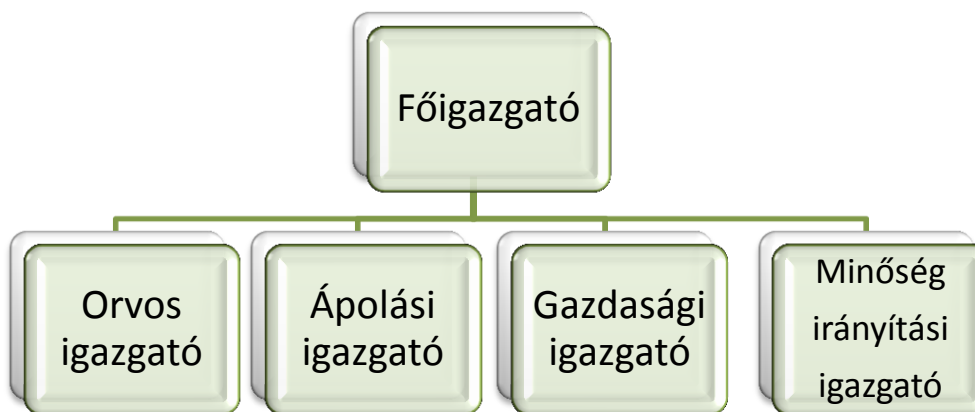 Főigazgató
Orvos
igazgató
Ápolási
igazgató
Gazdasági
igazgató
Minőség
irányítási
igazgató